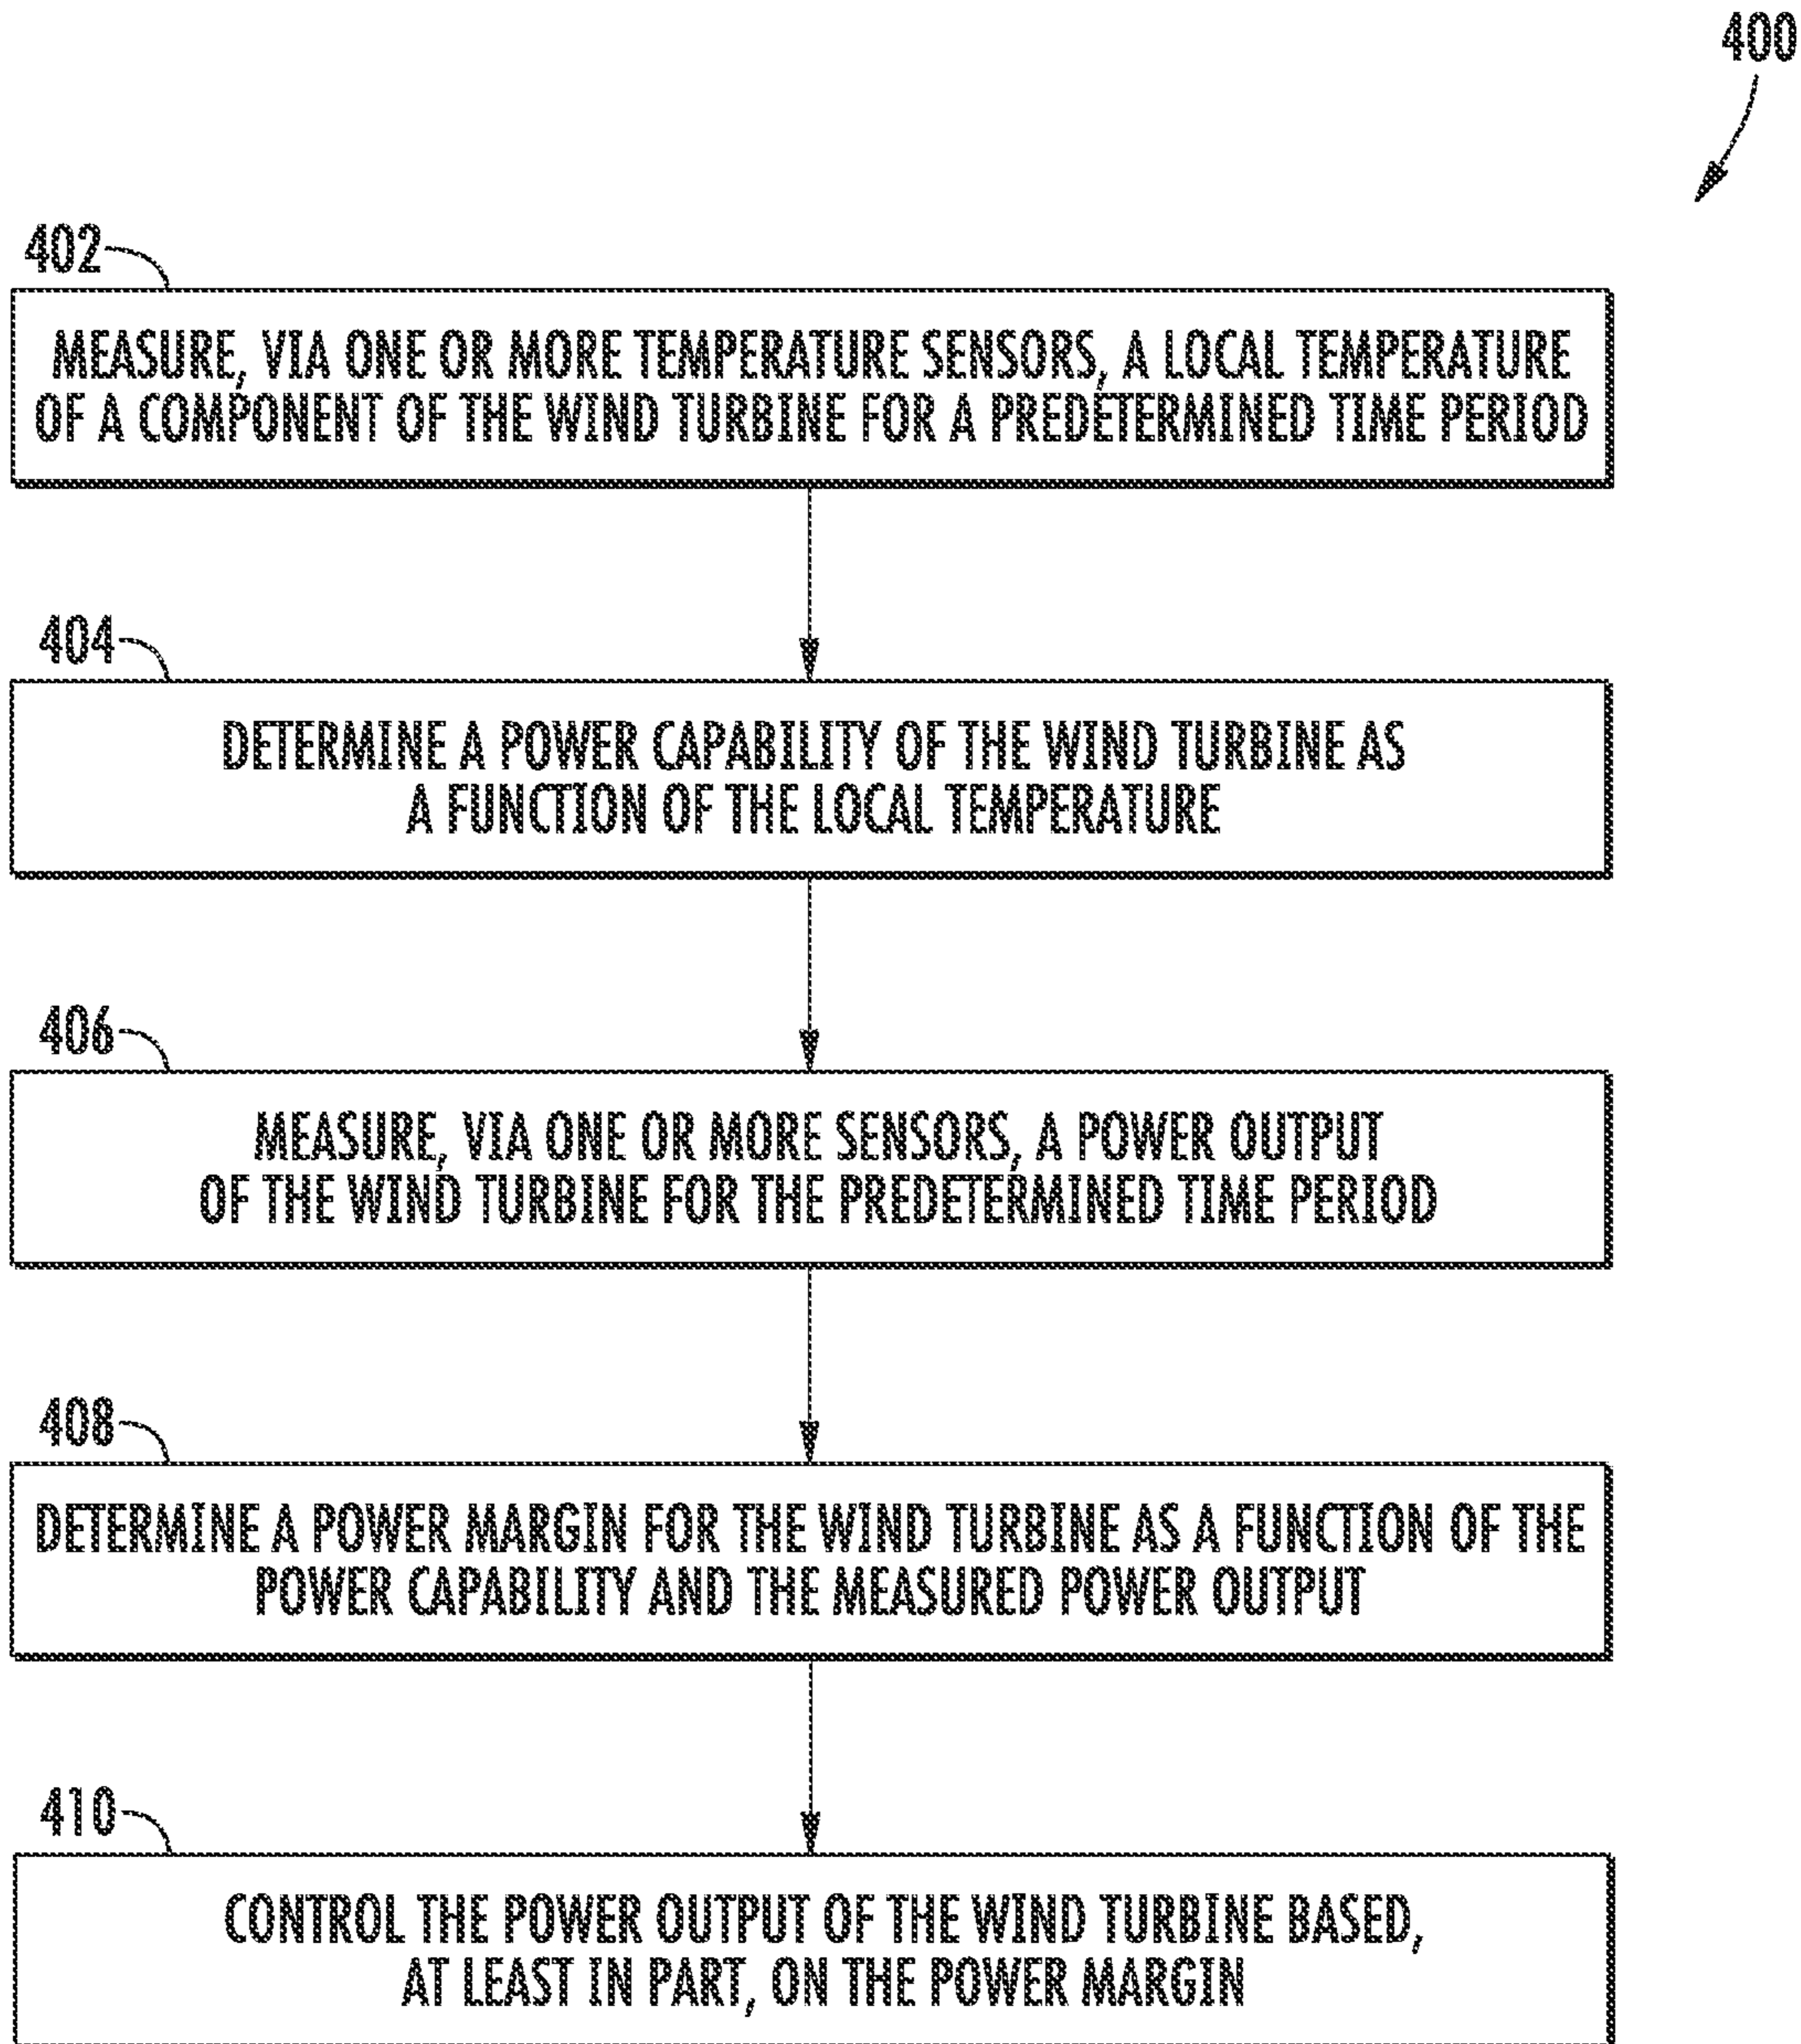 400
402
MEASURE, VIA ONE OR MORE TEMPERATURE SENSORS, A LOCAL TEMPERATURE
OF A COMPONENT OF THE WIND TURBINE FOR A PREDETERMINED TIME PERIOD
404
DETERMINE A POWER CAPABILITY OF THE WIND TURBINE AS
A FUNCTION OF THE LOCAL TEMPERATURE
406
MEASURE, VIA ONE OR MORE SENSORS, A POWER OUTPUT
OF THE WIND TURBINE FOR THE PREDETERMINED TIME PERIOD
408
DETERMINE A POWER MARGIN FOR THE WIND TURBINE AS A FUNCTION OF THE
POWER CAPABILITY AND THE MEASURED POWER OUTPUT
410
CONTROL THE POWER OUTPUT OF THE WIND TURBINE BASED,
AT LEAST IN PART, ON THE POWER MARGIN